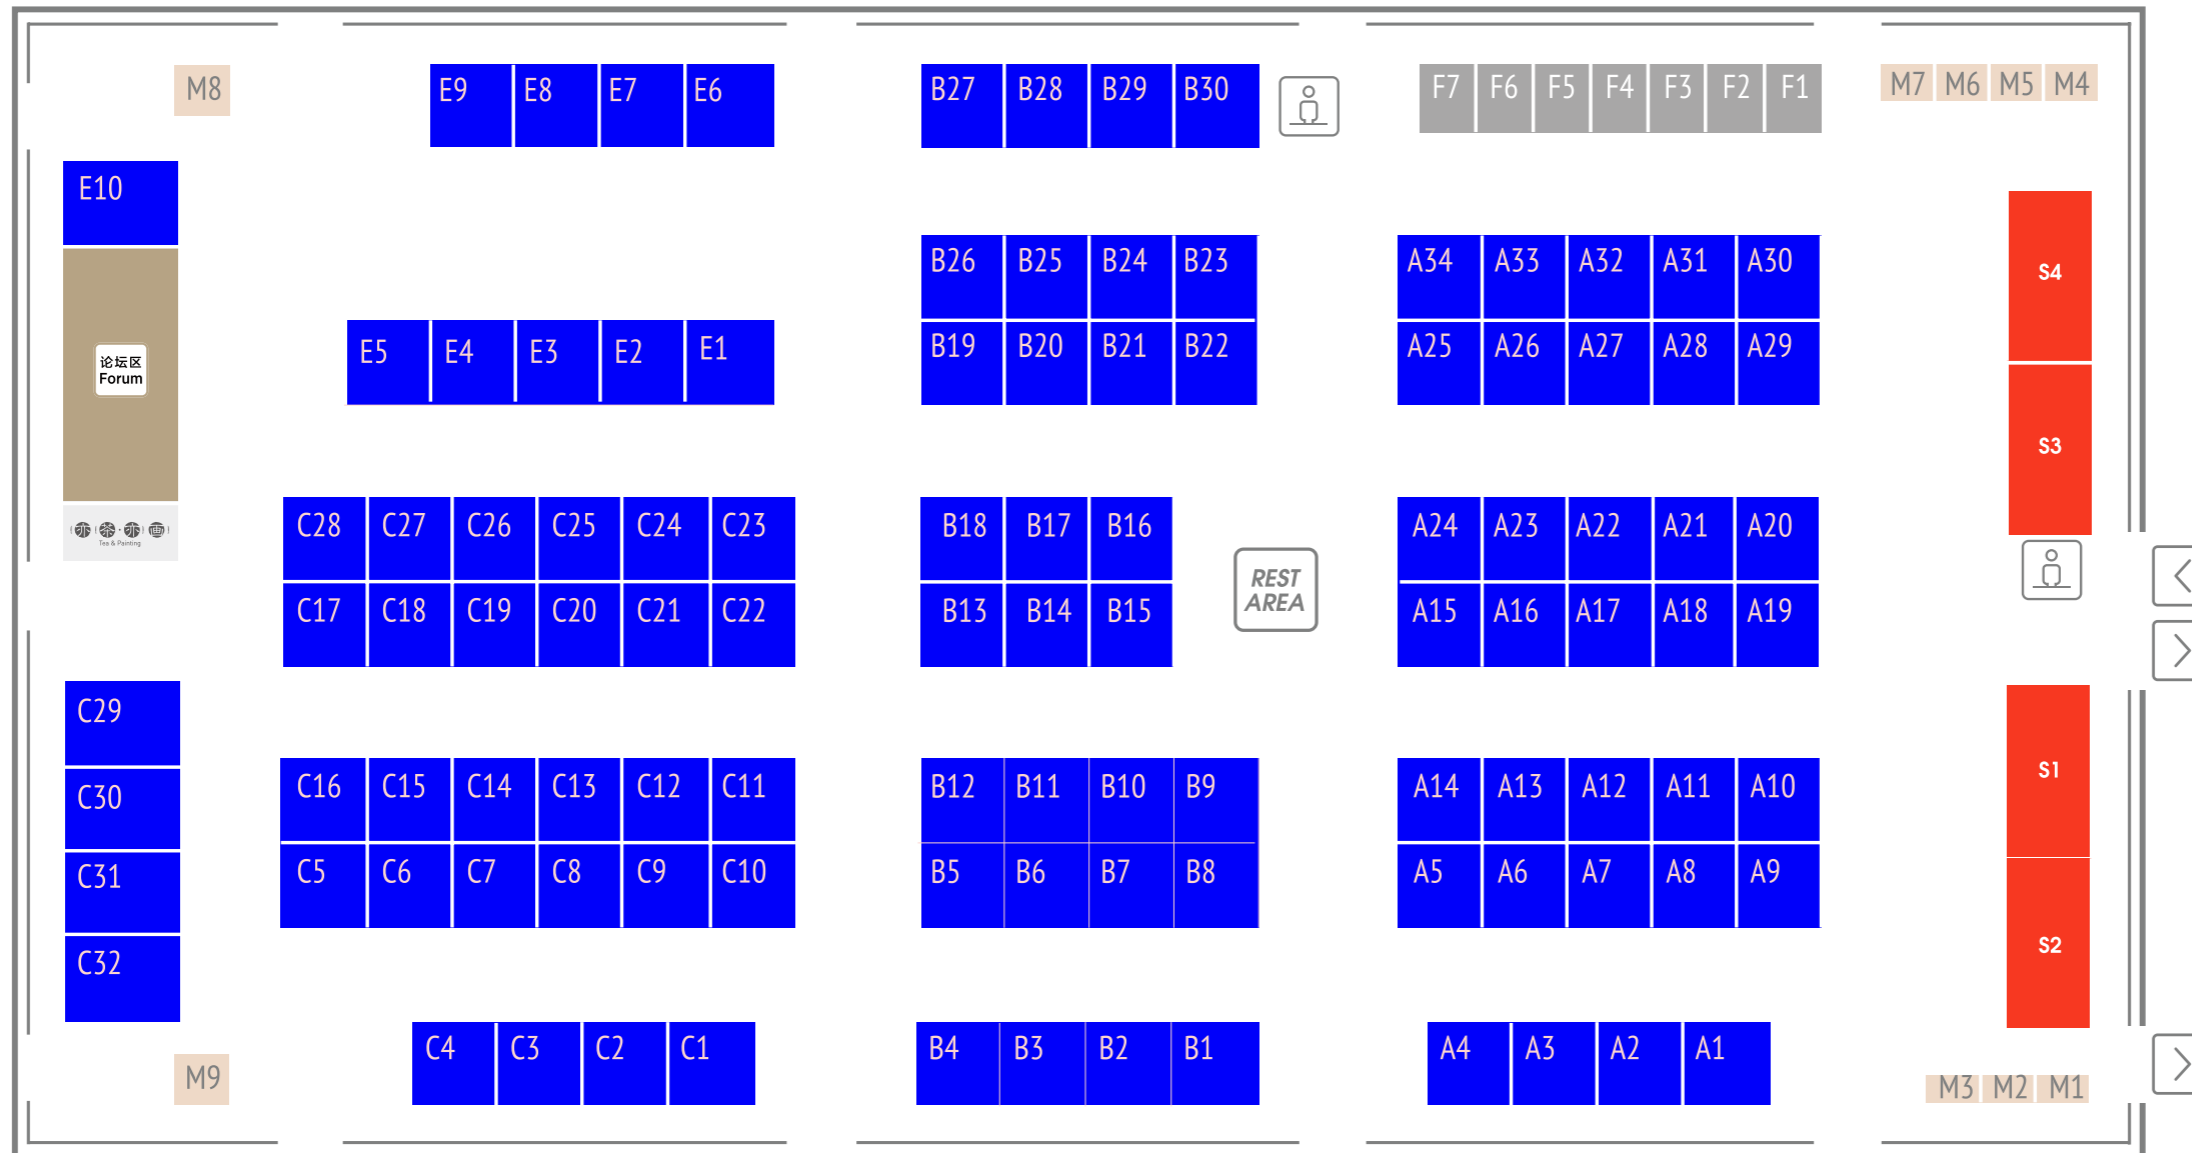 M8
E9 E8 E7 E6
B27 B28 B29 B30
F7 F6 F5 F4 F3 F2 F1
M7 M6 M5 M4
E10
论坛区
Forum
亦 茶 · 亦 画
Tea & Painting
B26 B25 B24 B23
B19 B20 B21 B22
A34 A33 A32 A31 A30
A25 A26 A27 A28 A29
S4
S3
E5 E4 E3 E2 E1
C28 C27 C26 C25 C24 C23
C17 C18 C19 C20 C21 C22
B18 B17 B16
B13 B14 B15
REST
AREA
A24 A23 A22 A21 A20
A15 A16 A17 A18 A19
C29
C30
C31
C32
C16 C15 C14 C13 C12 C11
C5 C6 C7 C8 C9 C10
B12 B11 B10 B9
B5 B6 B7 B8
A14 A13 A12 A11 A10
A5 A6 A7 A8 A9
S1
S2
M9
C4 C3 C2 C1
B4 B3 B2 B1
A4 A3 A2 A1
M3 M2 M1